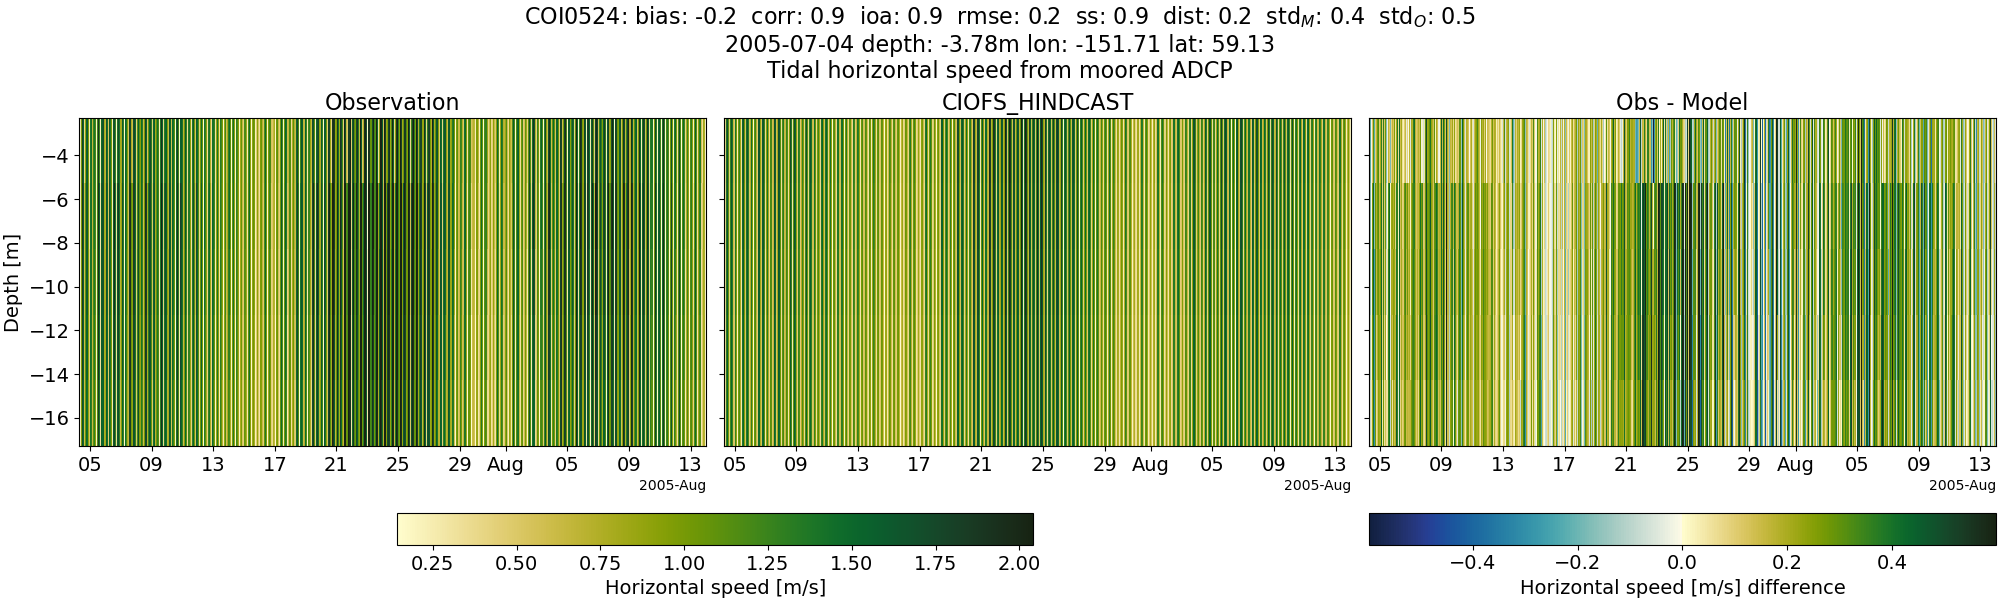 COI0524: bias: -0.2 corr: 0.9 ioa: 0.9 rmse: 0.2 ss: 0.9 dist: 0.2 std_M: 0.4 std_O: 0.5
2005-07-04 depth: -3.78m lon: -151.71 lat: 59.13
Tidal horizontal speed from moored ADCP
Observation CIOFS_HINDCAST Obs - Model
Depth [m]
−4
−6
−8
−10
−12
−14
−16
05 09 13 17 21 25 29 Aug 05 09 13
2005-Aug
05 09 13 17 21 25 29 Aug 05 09 13
2005-Aug
05 09 13 17 21 25 29 Aug 05 09 13
2005-Aug
0.25 0.50 0.75 1.00 1.25 1.50 1.75 2.00
Horizontal speed [m/s]
−0.4 −0.2 0.0 0.2 0.4
Horizontal speed [m/s] difference